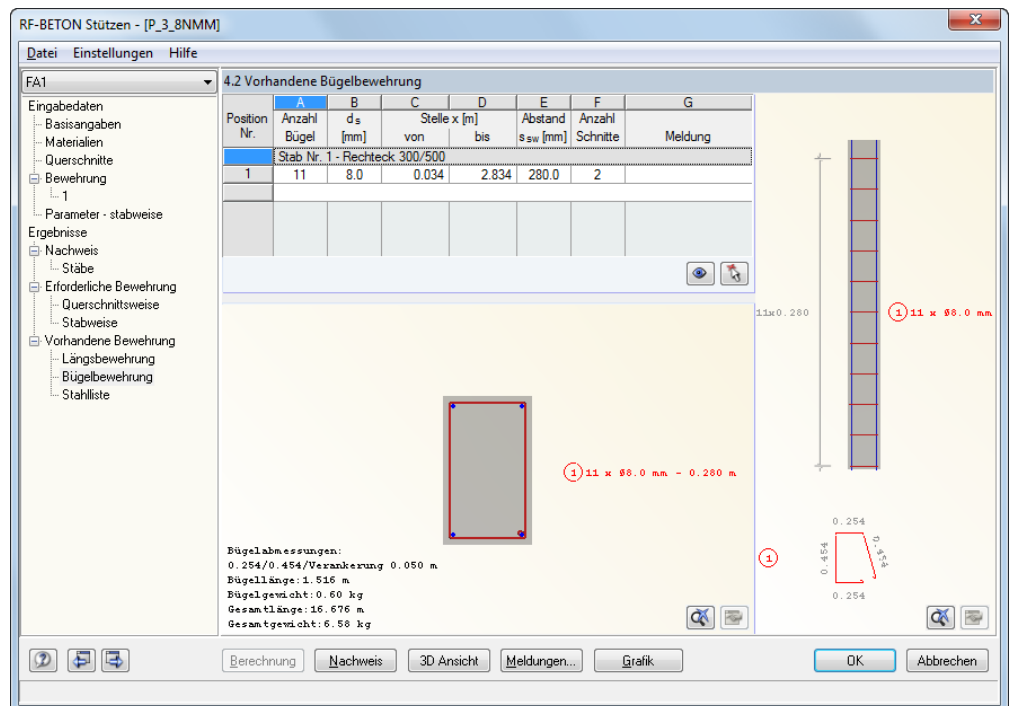 RF-BETON Stützen - [P_3_8NMM]
Datei Einstellungen Hilfe
FA1
Eingabedaten
Basisangaben
Materialien
Querschnitte
Bewehrung
1
Parameter - stabweise
Ergebnisse
Nachweis
Stäbe
Erforderliche Bewehrung
Querschnittsweise
Stabweise
Vorhandene Bewehrung
Längsbewehrung
Bügelbewehrung
Stahlliste
4.2 Vorhandene Bügelbewehrung
A B C D E F G
Position Anzahl ds Stelle x [m] Abstand Anzahl
Nr. Bügel [mm] von bis ssw [mm] Schnitte Meldung
Stab Nr. 1 - Rechteck 300/500
1 11 8.0 0.034 2.834 280.0 2
1 11 x Ø8.0 mm - 0.280 m
Bügelabmessungen:
0.254/0.454/Verankerung 0.050 m
Bügellänge:1.516 m
Bügelgewicht:0.60 kg
Gesamtlänge:16.676 m
Gesamtgewicht:6.58 kg
11x0.280
1 11 x Ø8.0 mm
1
0.254
0.454
0.454
0.254
Berechnung Nachweis 3D Ansicht Meldungen... Grafik OK Abbrechen